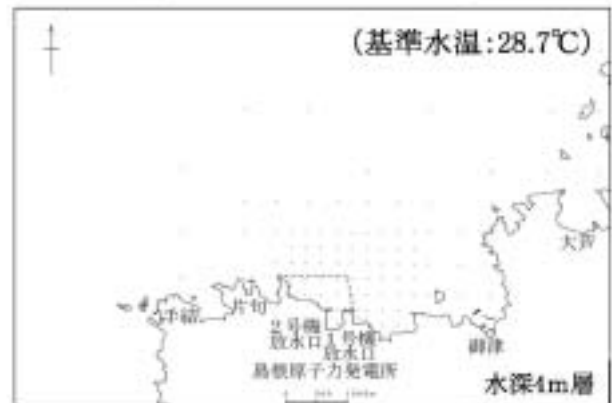 (基準水温:28.7℃)
大芦
手結
片句
2号機
放水口
1号機
放水口
御津
島根原子力発電所
水深4m層